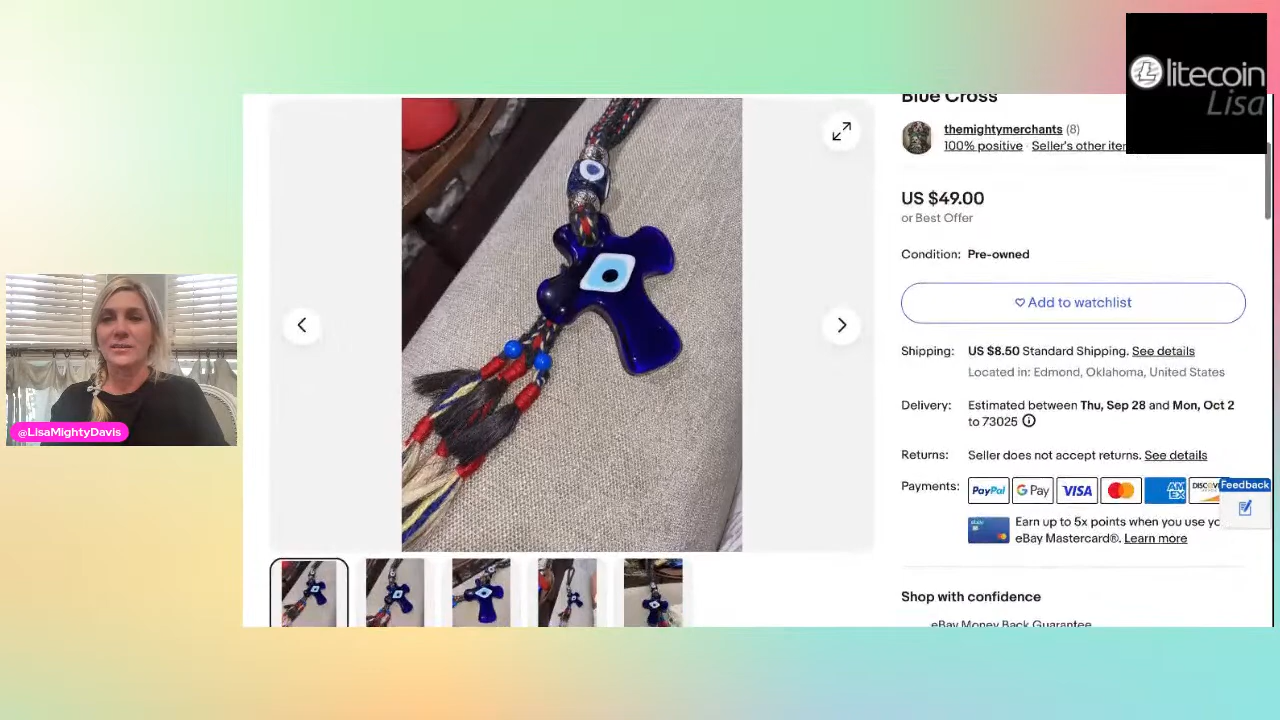 litecoin
Lisa
Blue Cross
themightymerchants (8)
100% positive · Seller's other iter
US $49.00
or Best Offer
Condition: Pre-owned
Add to watchlist
Shipping: US $8.50 Standard Shipping. See details
Located in: Edmond, Oklahoma, United States
Delivery: Estimated between Thu, Sep 28 and Mon, Oct 2
to 73025
Returns: Seller does not accept returns. See details
Payments: PayPal G Pay VISA AM EX DISCOV
Feedback
Earn up to 5x points when you use yo
eBay Mastercard®. Learn more
Shop with confidence
eBay Money Back Guarantee
@LisaMightyDavis